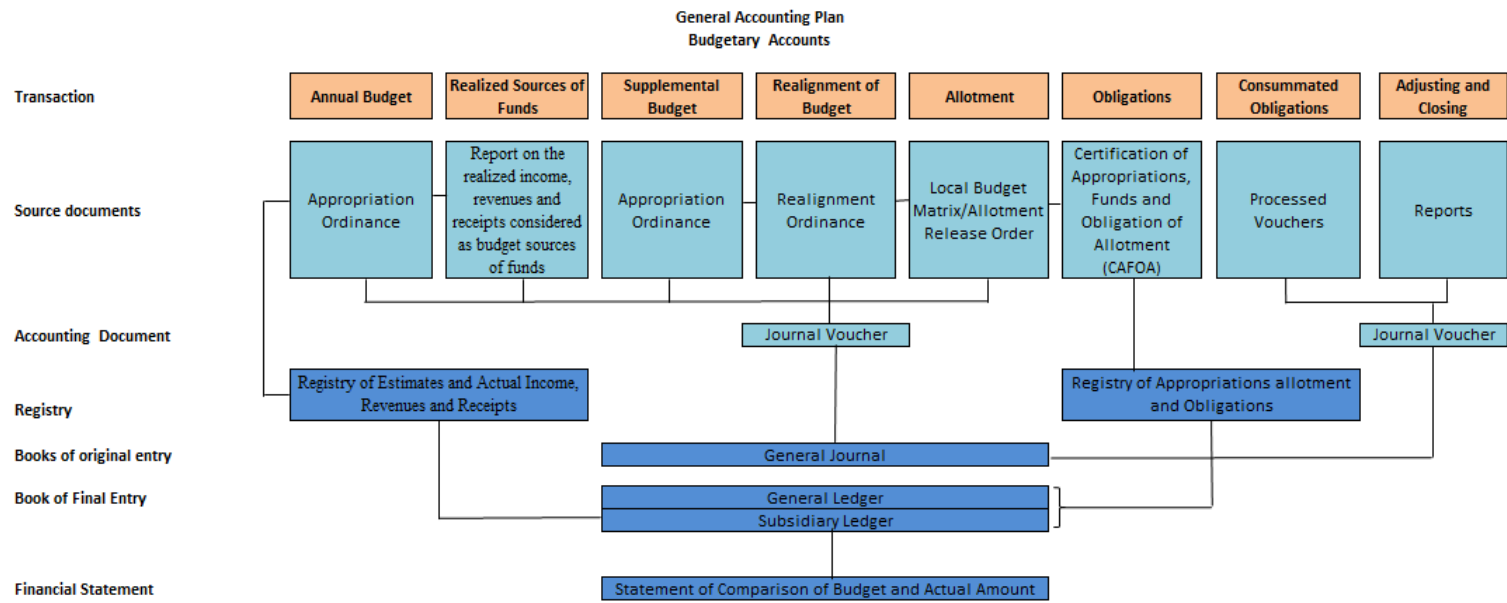 General Accounting Plan
Budgetary Accounts
Transaction
Annual Budget
Realized Sources of
Funds
Supplemental
Budget
Realignment of
Budget
Allotment
Obligations
Consummated
Obligations
Adjusting and
Closing
Source documents
Appropriation
Ordinance
Report on the
realized income,
revenues and
receipts considered
as budget sources
of funds
Appropriation
Ordinance
Realignment
Ordinance
Local Budget
Matrix/Allotment
Release Order
Certification of
Appropriations,
Funds and
Obligation of
Allotment
(CAFOA)
Processed
Vouchers
Reports
Accounting Document
Journal Voucher
Journal Voucher
Registry
Registry of Estimates and Actual Income,
Revenues and Receipts
Registry of Appropriations allotment
and Obligations
Books of original entry
General Journal
Book of Final Entry
General Ledger
Subsidiary Ledger
Financial Statement
Statement of Comparison of Budget and Actual Amount